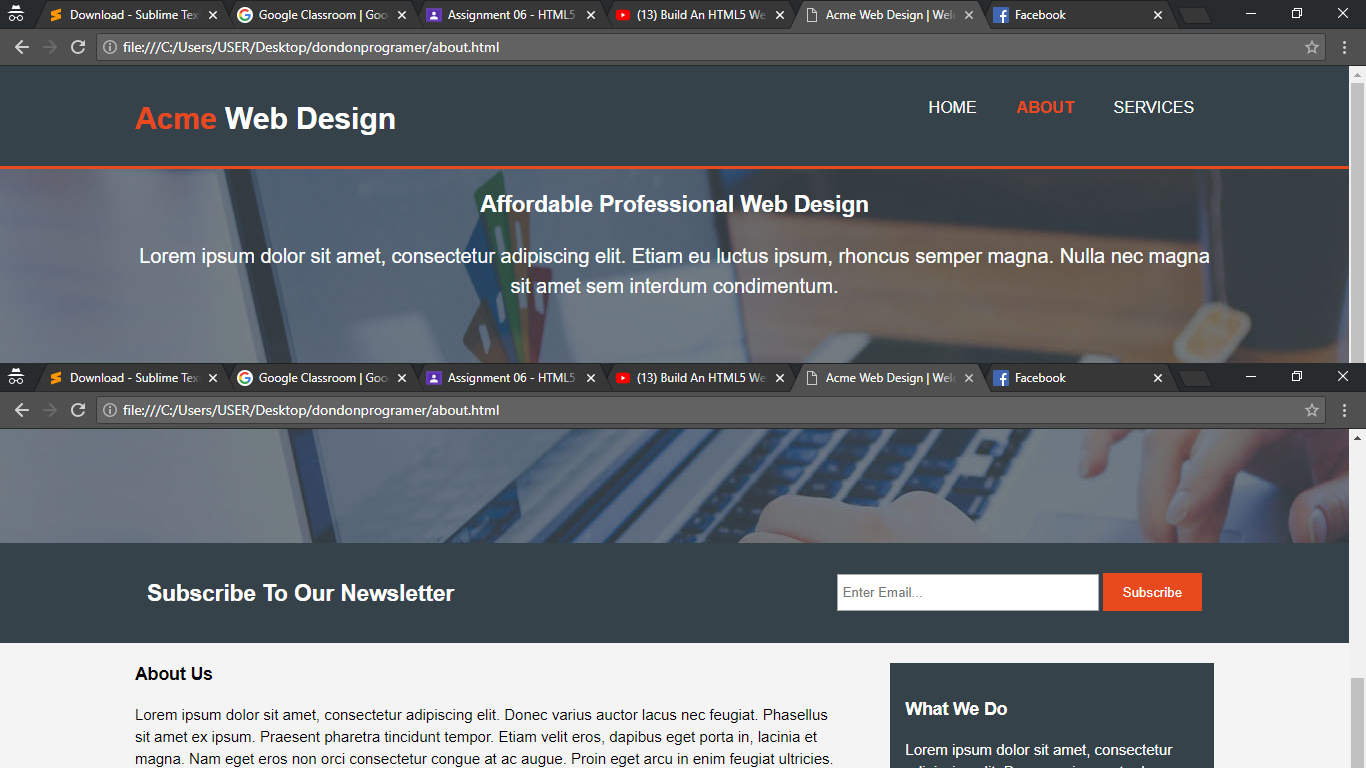 Download - Sublime Tex
Google Classroom | Goo
Assignment 06 - HTML5
(13) Build An HTML5 We
Acme Web Design | Welc
Facebook
file:///C:/Users/USER/Desktop/dondonprogramer/about.html
Acme Web Design
HOME ABOUT SERVICES
Affordable Professional Web Design
Lorem ipsum dolor sit amet, consectetur adipiscing elit. Etiam eu luctus ipsum, rhoncus semper magna. Nulla nec magna
sit amet sem interdum condimentum.
Download - Sublime Tex
Google Classroom | Goo
Assignment 06 - HTML5
(13) Build An HTML5 We
Acme Web Design | Welc
Facebook
file:///C:/Users/USER/Desktop/dondonprogramer/about.html
Subscribe To Our Newsletter
Enter Email...
Subscribe
About Us
Lorem ipsum dolor sit amet, consectetur adipiscing elit. Donec varius auctor lacus nec feugiat. Phasellus
sit amet ex ipsum. Praesent pharetra tincidunt tempor. Etiam velit eros, dapibus eget porta in, lacinia et
magna. Nam eget eros non orci consectetur congue at ac augue. Proin eget arcu in enim feugiat ultricies.
What We Do
Lorem ipsum dolor sit amet, consectetur